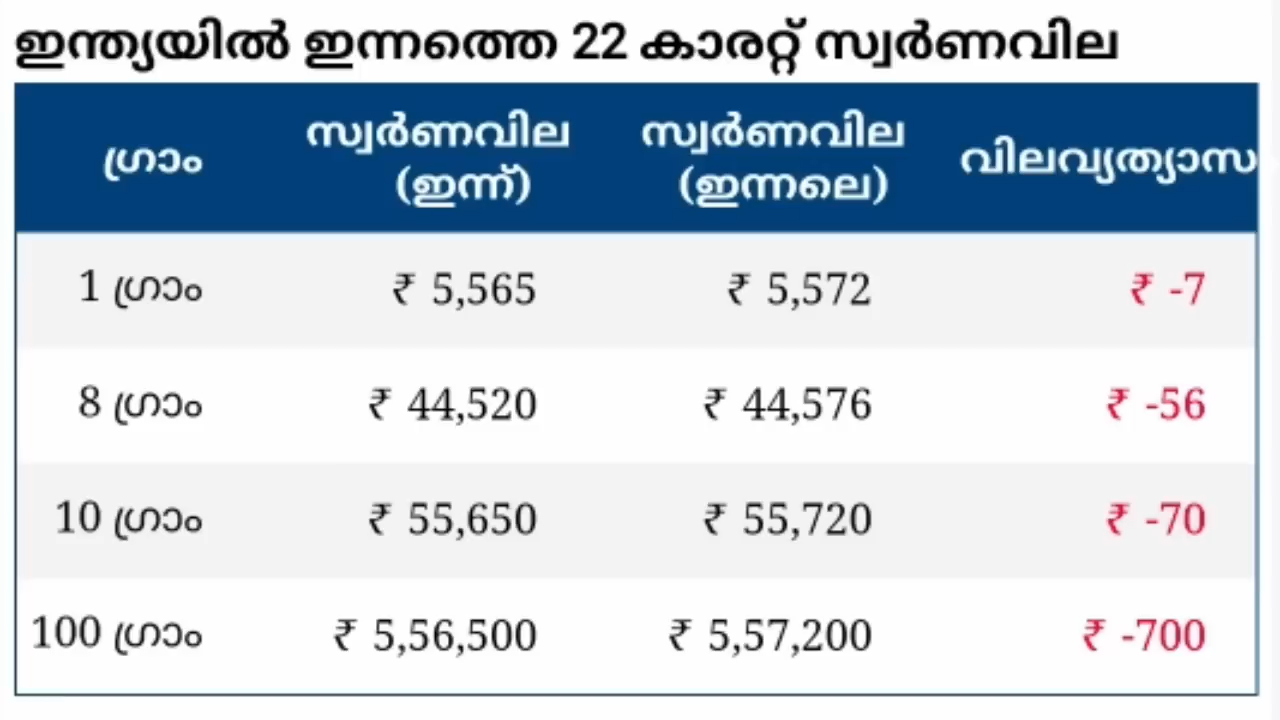 ഇന്ത്യയിൽ ഇന്നത്തെ 22 കാരറ്റ് സ്വർണവില
ഗ്രാം സ്വർണവില (ഇന്ന്) സ്വർണവില (ഇന്നലെ) വിലവ്യത്യാസ
1 ഗ്രാം ₹ 5,565 ₹ 5,572 ₹ -7
8 ഗ്രാം ₹ 44,520 ₹ 44,576 ₹ -56
10 ഗ്രാം ₹ 55,650 ₹ 55,720 ₹ -70
100 ഗ്രാം ₹ 5,56,500 ₹ 5,57,200 ₹ -700